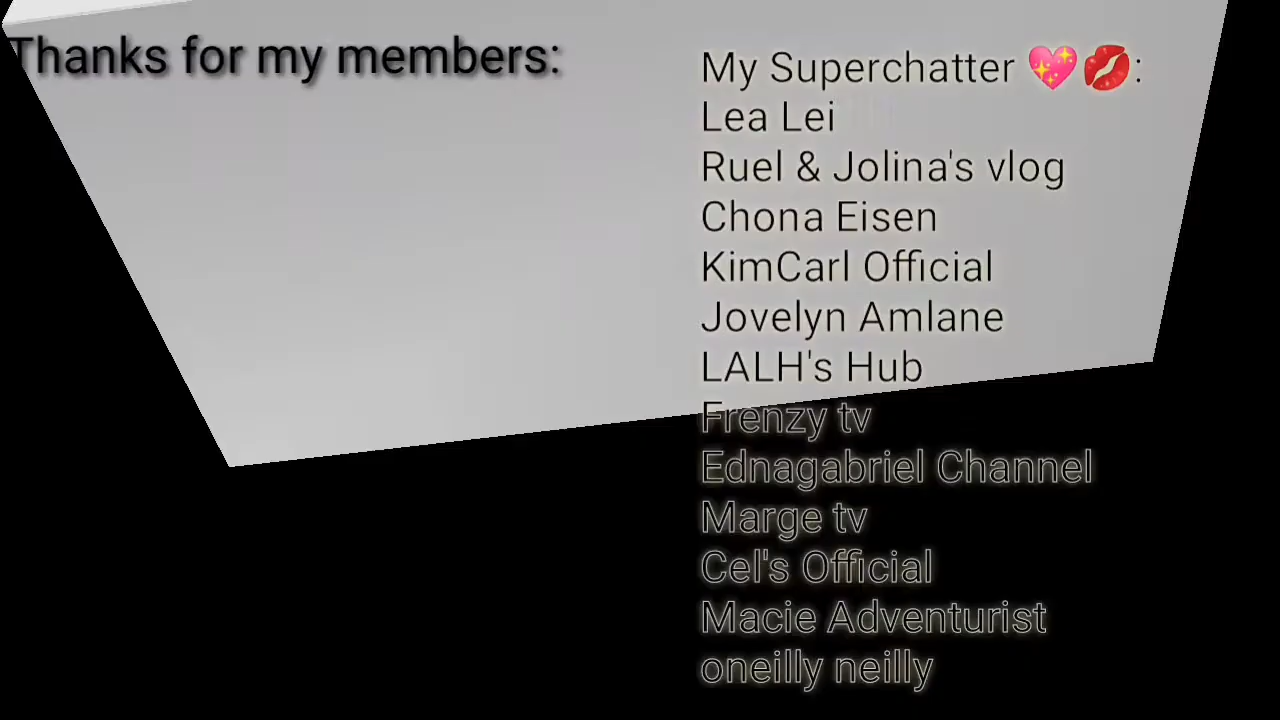 Thanks for my members:
My Superchatter 💖💋:
Lea Lei
Ruel & Jolina's vlog
Chona Eisen
KimCarl Official
Jovelyn Amlane
LALH's Hub
Frenzy tv
Ednagabriel Channel
Marge tv
Cel's Official
Macie Adventurist
oneilly neilly